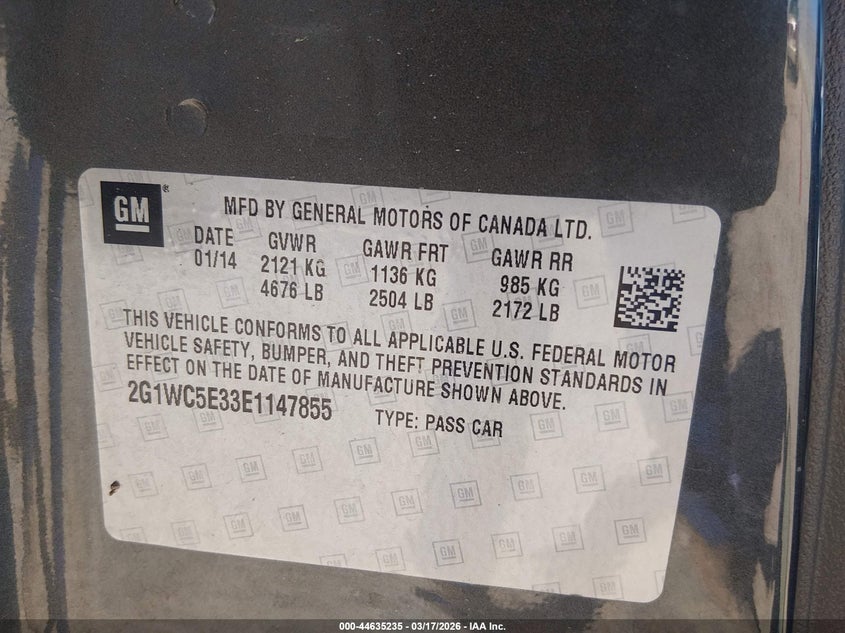 GM
MFD BY GENERAL MOTORS OF CANADA LTD.
DATE GVWR GAWR FRT GAWR RR
01/14 2121 KG 1136 KG 985 KG
4676 LB 2504 LB 2172 LB
THIS VEHICLE CONFORMS TO ALL APPLICABLE U.S. FEDERAL MOTOR
VEHICLE SAFETY, BUMPER, AND THEFT PREVENTION STANDARDS IN
EFFECT ON THE DATE OF MANUFACTURE SHOWN ABOVE.
2G1WC5E33E1147855 TYPE: PASS CAR
000-44635235 - 03/17/2026 - IAA Inc.